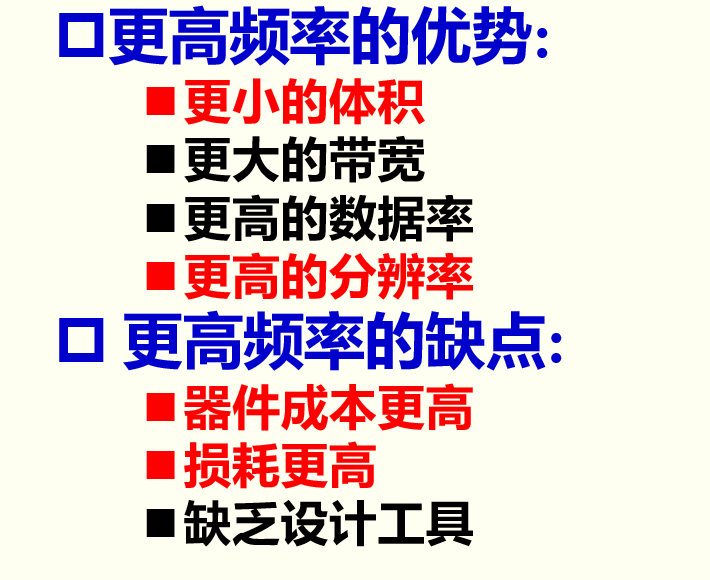 更高频率的优势:
更小的体积
更大的带宽
更高的数据率
更高的分辨率
更高频率的缺点:
器件成本更高
损耗更高
缺乏设计工具